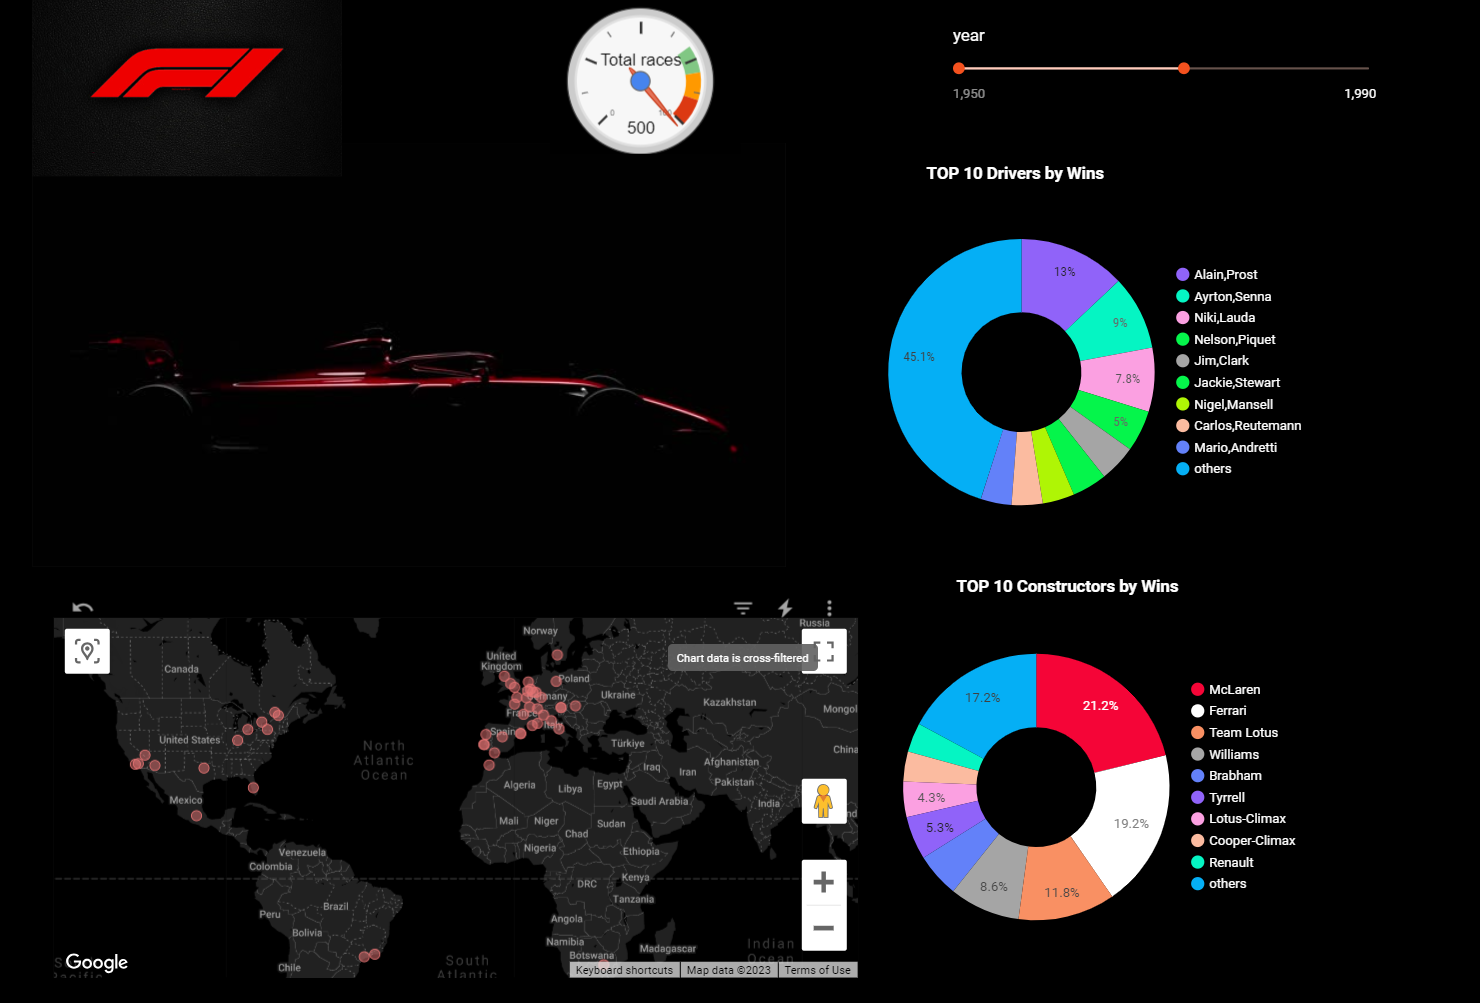 year
1,950
1,990
Total races
0
500
TOP 10 Drivers by Wins
13%
9%
7.8%
5%
45.1%
Alain,Prost
Ayrton,Senna
Niki,Lauda
Nelson,Piquet
Jim,Clark
Jackie,Stewart
Nigel,Mansell
Carlos,Reutemann
Mario,Andretti
others
TOP 10 Constructors by Wins
21.2%
19.2%
11.8%
8.6%
5.3%
4.3%
17.2%
McLaren
Ferrari
Team Lotus
Williams
Brabham
Tyrrell
Lotus-Climax
Cooper-Climax
Renault
others
Chart data is cross-filtered
Russia
Norway
Canada
United
Kingdom
Poland
Germany
Ukraine
Kazakhstan
Mongol
France
Italy
Spain
United States
North
Atlantic
Ocean
Türkiye
China
Afghanistan
Iraq
Iran
Pakistan
Algeria
Libya
Egypt
Saudi Arabia
India
Mexico
Mali
Niger
Sudan
Chad
Nigeria
Ethiopia
Venezuela
Colombia
Kenya
DRC
Tanzania
Brazil
Peru
Angola
Bolivia
Namibia
Madagascar
Indian
Ocean
Botswana
Chile
South
Atlantic
Google
Keyboard shortcuts
Map data ©2023
Terms of Use